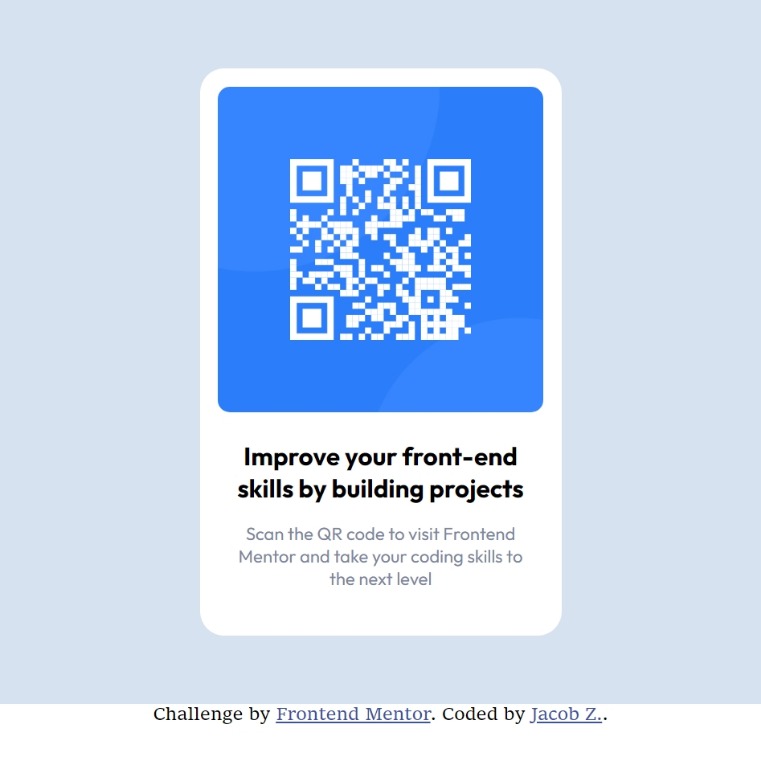 Improve your front-end
skills by building projects
Scan the QR code to visit Frontend
Mentor and take your coding skills to
the next level
Challenge by Frontend Mentor. Coded by Jacob Z..